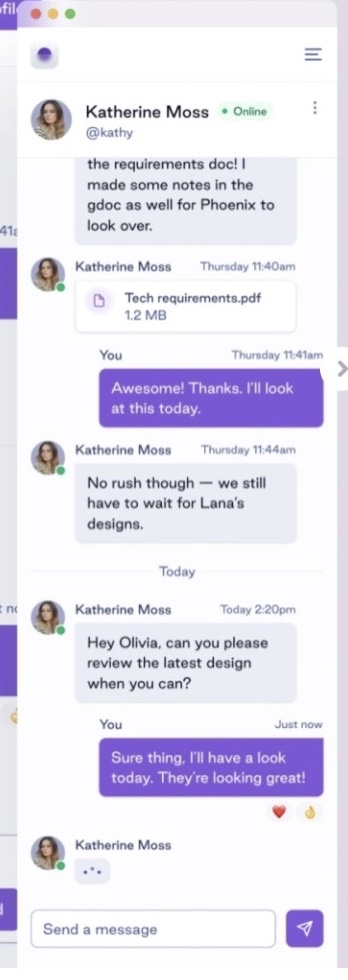 ofile
Katherine Moss Online
@kathy
the requirements doc! I
made some notes in the
gdoc as well for Phoenix to
look over.
Katherine Moss Thursday 11:40am
Tech requirements.pdf
1.2 MB
You Thursday 11:41am
Awesome! Thanks. I’ll look
at this today.
Katherine Moss Thursday 11:44am
No rush though — we still
have to wait for Lana’s
designs.
Today
Katherine Moss Today 2:20pm
Hey Olivia, can you please
review the latest design
when you can?
You Just now
Sure thing, I’ll have a look
today. They’re looking great!
Katherine Moss
Send a message